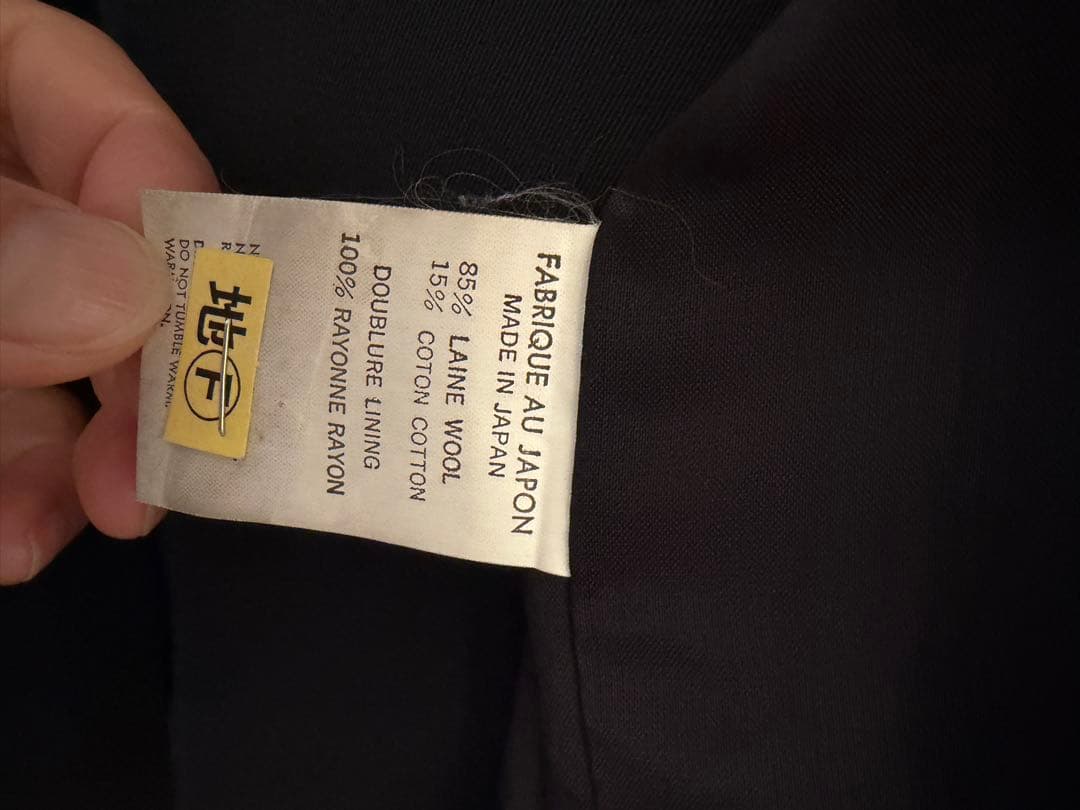 FABRIQUE AU JAPON
MADE IN JAPAN
85% LAINE WOOL
15% COTON COTTON
DOUBLURE LINING
100% RAYONNE RAYON
地下
DO NOT TUMBLE